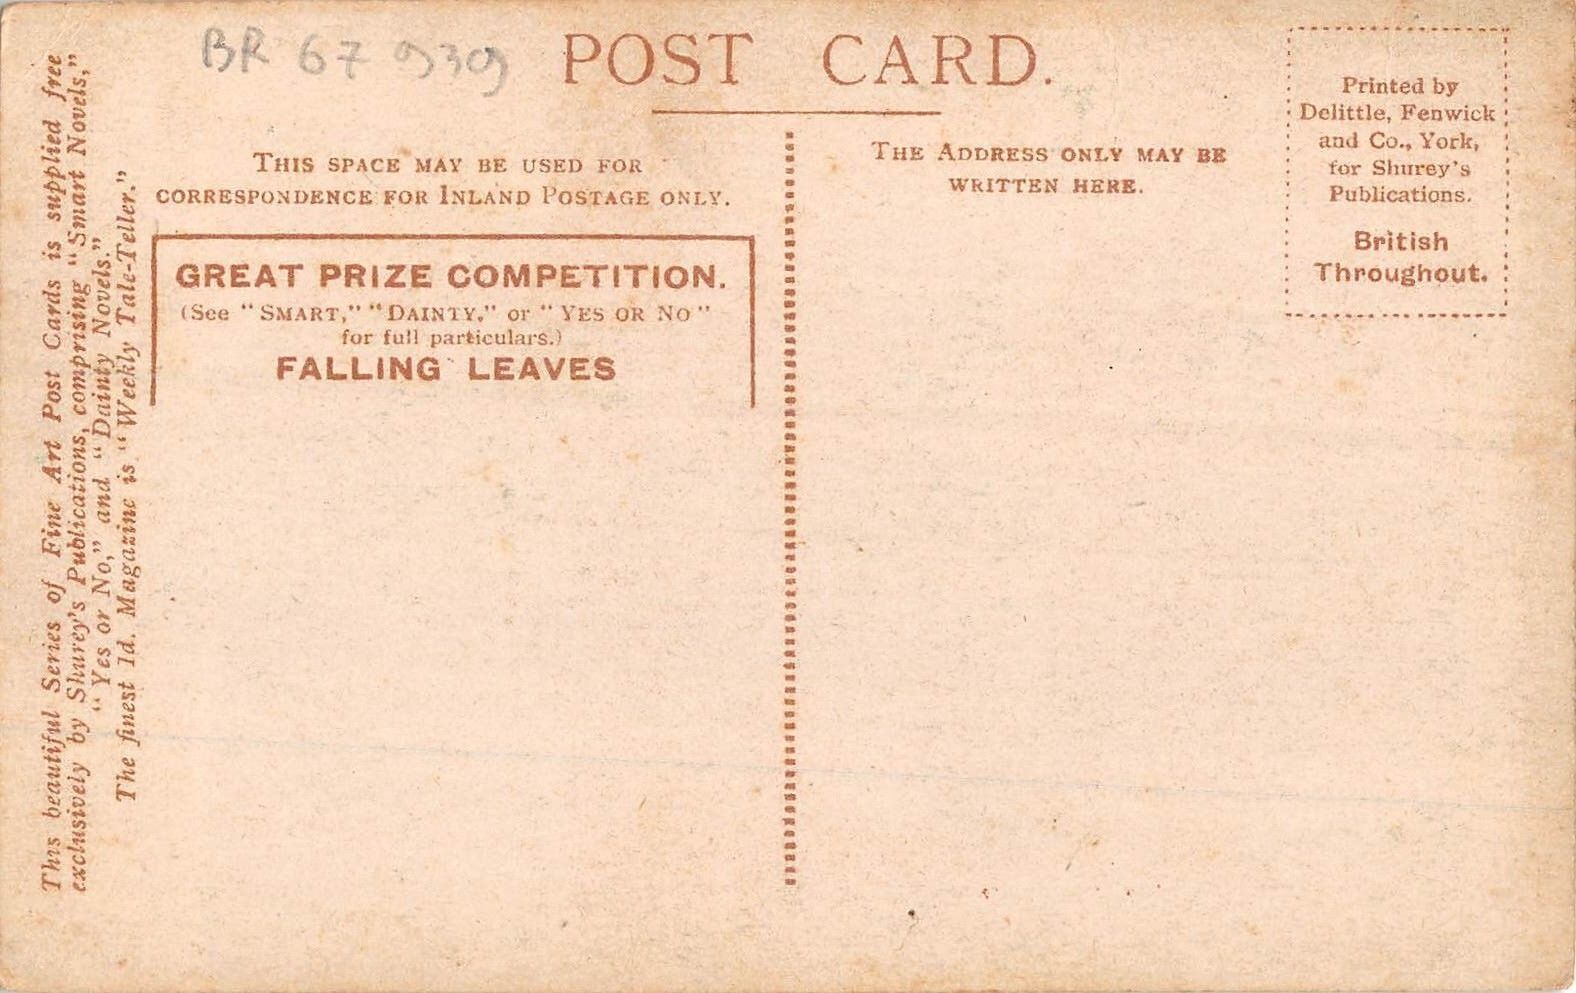 BR 67 939
POST CARD.
This beautiful Series of Fine Art Post Cards is supplied free
exclusively by Shurey's Publications, comprising "Smart Novels,"
"Yes or No," and "Dainty Novels."
The finest 1d. Magazine is "Weekly Tale-Teller."
THIS SPACE MAY BE USED FOR
CORRESPONDENCE FOR INLAND POSTAGE ONLY.
GREAT PRIZE COMPETITION.
(See "SMART," "DAINTY," or "YES OR NO"
for full particulars.)
FALLING LEAVES
THE ADDRESS ONLY MAY BE
WRITTEN HERE.
Printed by
Delittle, Fenwick
and Co., York,
for Shurey's
Publications.
British
Throughout.